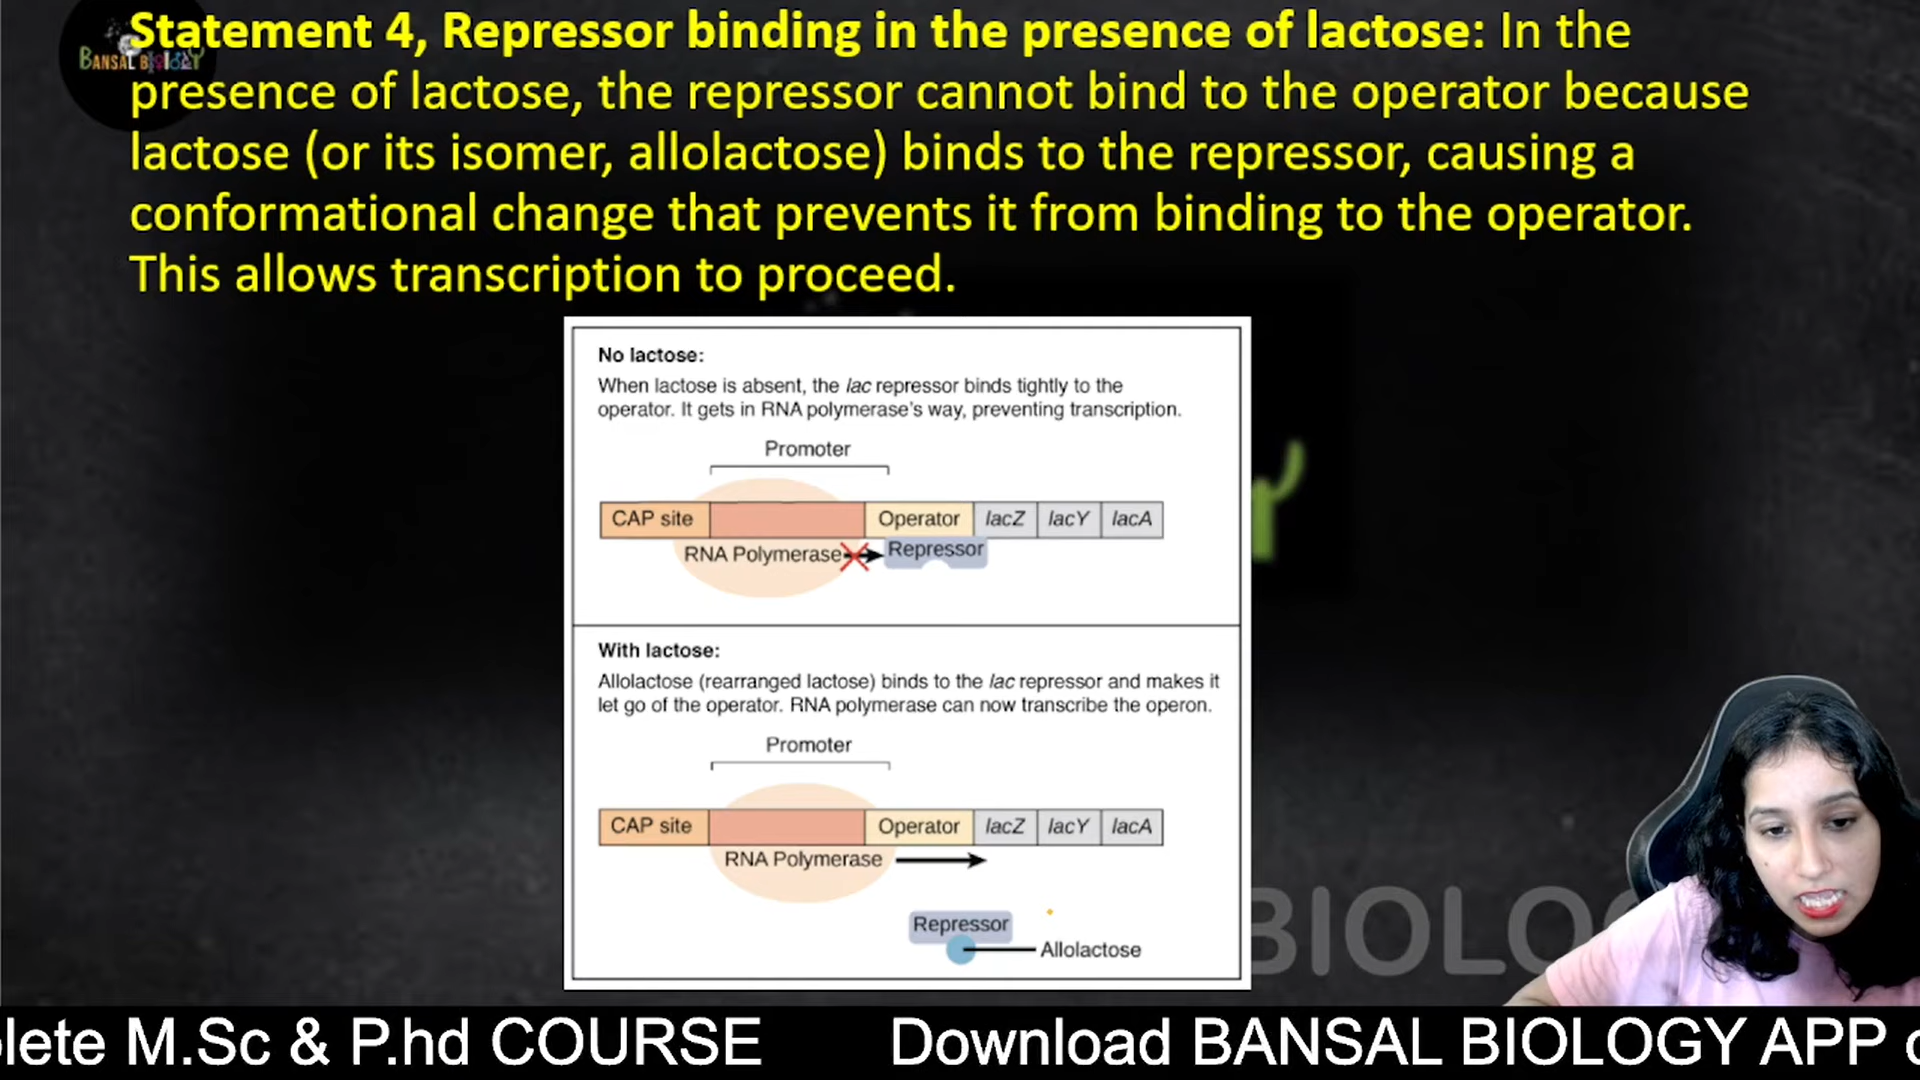 Statement 4, Repressor binding in the presence of lactose: In the
presence of lactose, the repressor cannot bind to the operator because
lactose (or its isomer, allolactose) binds to the repressor, causing a
conformational change that prevents it from binding to the operator.
This allows transcription to proceed.
BANSAL BIOLOGY
No lactose:
When lactose is absent, the lac repressor binds tightly to the
operator. It gets in RNA polymerase's way, preventing transcription.
Promoter
CAP site Operator lacZ lacY lacA
RNA Polymerase Repressor
With lactose:
Allolactose (rearranged lactose) binds to the lac repressor and makes it
let go of the operator. RNA polymerase can now transcribe the operon.
Promoter
CAP site Operator lacZ lacY lacA
RNA Polymerase
Repressor
Allolactose
BIOLO
plete M.Sc & P.hd COURSE Download BANSAL BIOLOGY APP